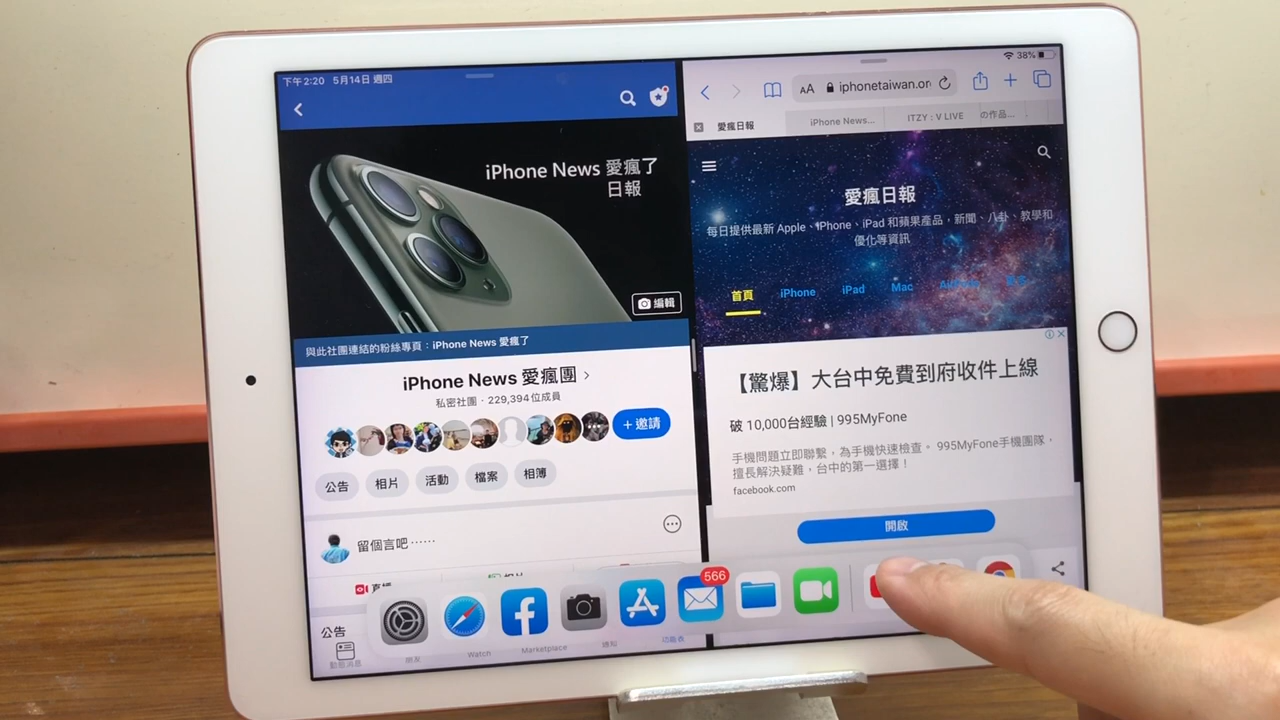 下午2:20 5月14日 週四
iPhone News 愛瘋了
日報
編輯
與此社團連結的粉絲專頁：iPhone News 愛瘋了
iPhone News 愛瘋團 >
私密社團 · 229,394 位成員
+邀請
公告
相片
活動
檔案
相簿
留個言吧……
直播
相片
公告
動態消息
Watch
Marketplace
通知
功能表
38%
AA
iphonetaiwan.or
愛瘋日報
iPhone News...
ITZY : V LIVE
の作品...
愛瘋日報
每日提供最新 Apple、iPhone、iPad 和蘋果產品，新聞、八卦、教學和
優化等資訊
首頁
iPhone
iPad
Mac
【驚爆】大台中免費到府收件上線
破 10,000台經驗 | 995MyFone
手機問題立即聯繫，為手機快速檢查。 995MyFone手機團隊，
擅長解決疑難，台中的第一選擇！
facebook.com
開啟
566